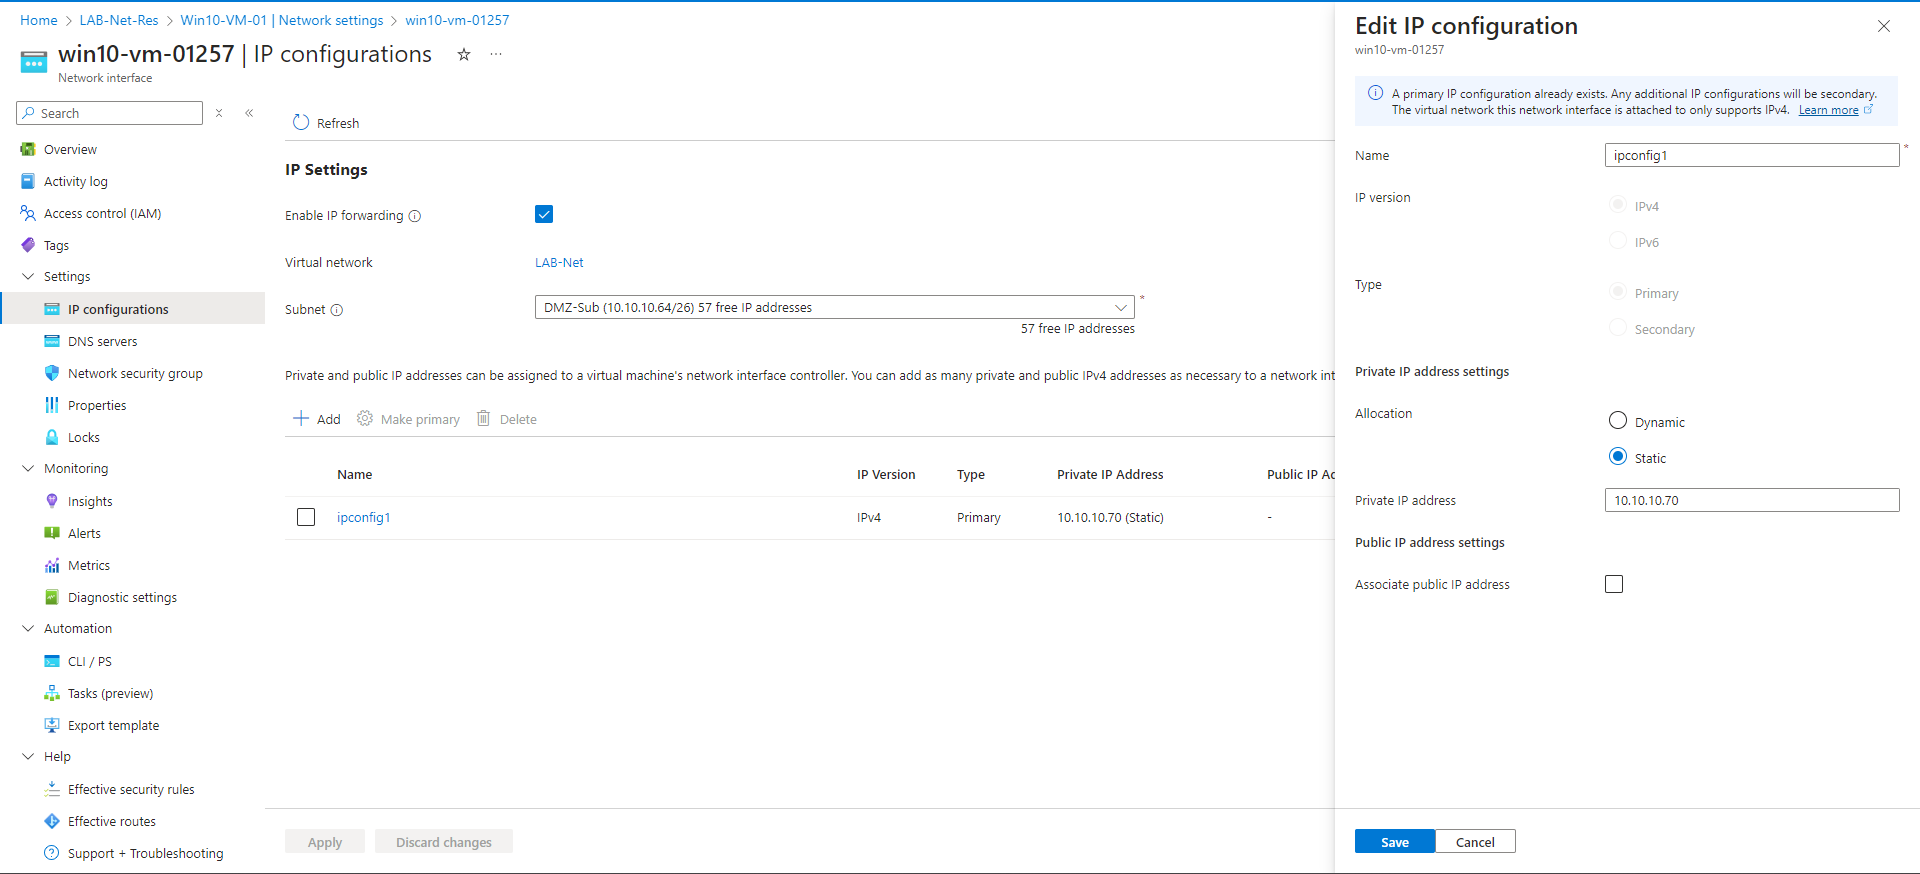 Home > LAB-Net-Res > Win10-VM-01 | Network settings > win10-vm-01257
win10-vm-01257 | IP configurations
Network interface
Search
Overview
Activity log
Access control (IAM)
Tags
Settings
IP configurations
DNS servers
Network security group
Properties
Locks
Monitoring
Insights
Alerts
Metrics
Diagnostic settings
Automation
CLI / PS
Tasks (preview)
Export template
Help
Effective security rules
Effective routes
Support + Troubleshooting
Refresh
IP Settings
Enable IP forwarding
Virtual network LAB-Net
Subnet DMZ-Sub (10.10.10.64/26) 57 free IP addresses *
57 free IP addresses
Private and public IP addresses can be assigned to a virtual machine's network interface controller. You can add as many private and public IPv4 addresses as necessary to a network int
Add Make primary Delete
Name IP Version Type Private IP Address Public IP Ac
ipconfig1 IPv4 Primary 10.10.10.70 (Static) -
Apply Discard changes
Edit IP configuration
win10-vm-01257
A primary IP configuration already exists. Any additional IP configurations will be secondary.
The virtual network this network interface is attached to only supports IPv4. Learn more
Name ipconfig1 *
IP version IPv4
IPv6
Type Primary
Secondary
Private IP address settings
Allocation Dynamic
Static
Private IP address 10.10.10.70
Public IP address settings
Associate public IP address
Save Cancel